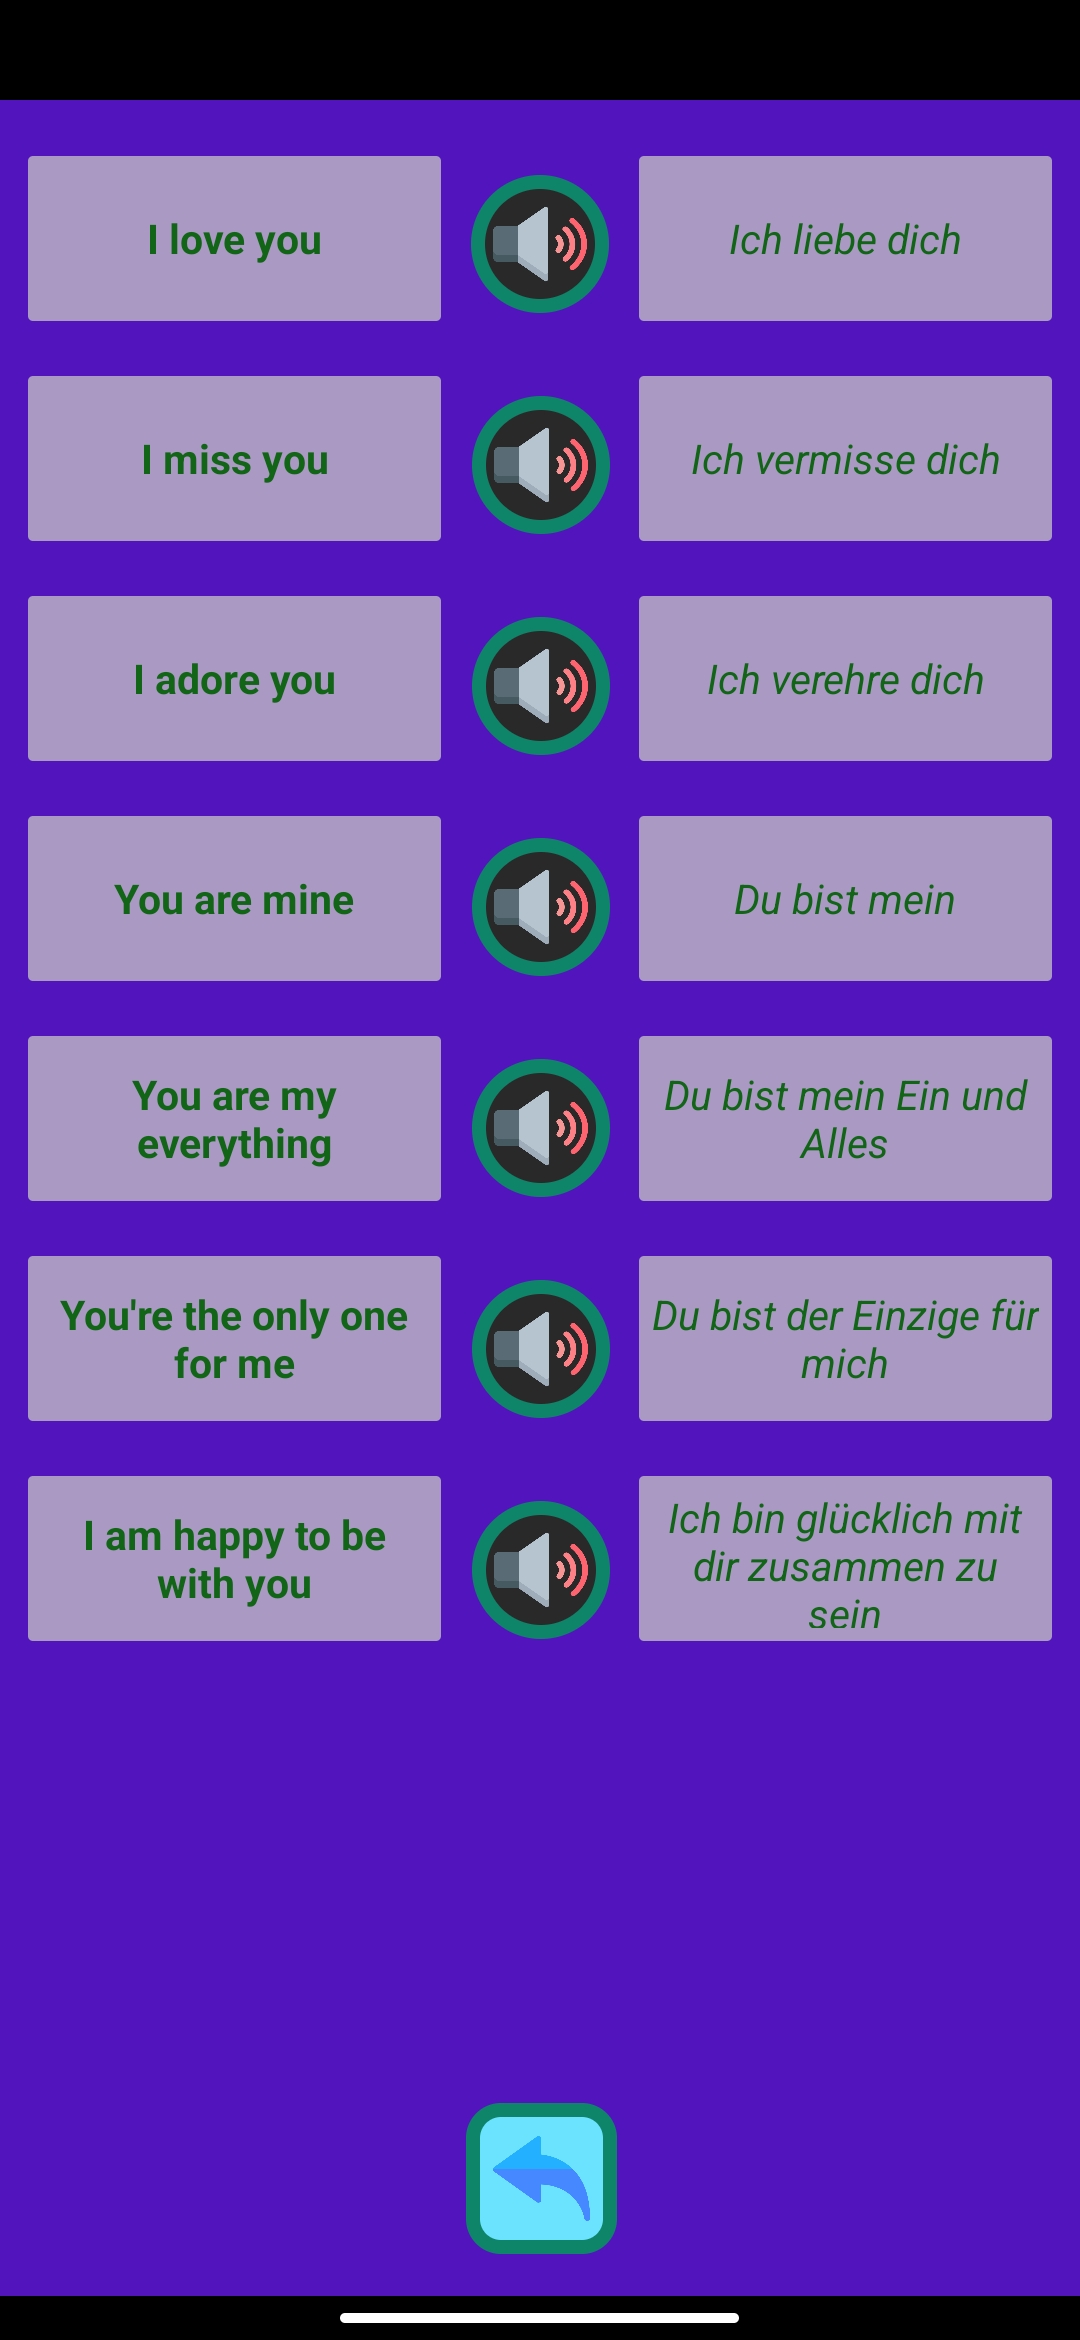 I love you
Ich liebe dich
I miss you
Ich vermisse dich
I adore you
Ich verehre dich
You are mine
Du bist mein
You are my
everything
Du bist mein Ein und
Alles
You're the only one
for me
Du bist der Einzige für
mich
I am happy to be
with you
Ich bin glücklich mit
dir zusammen zu
sein